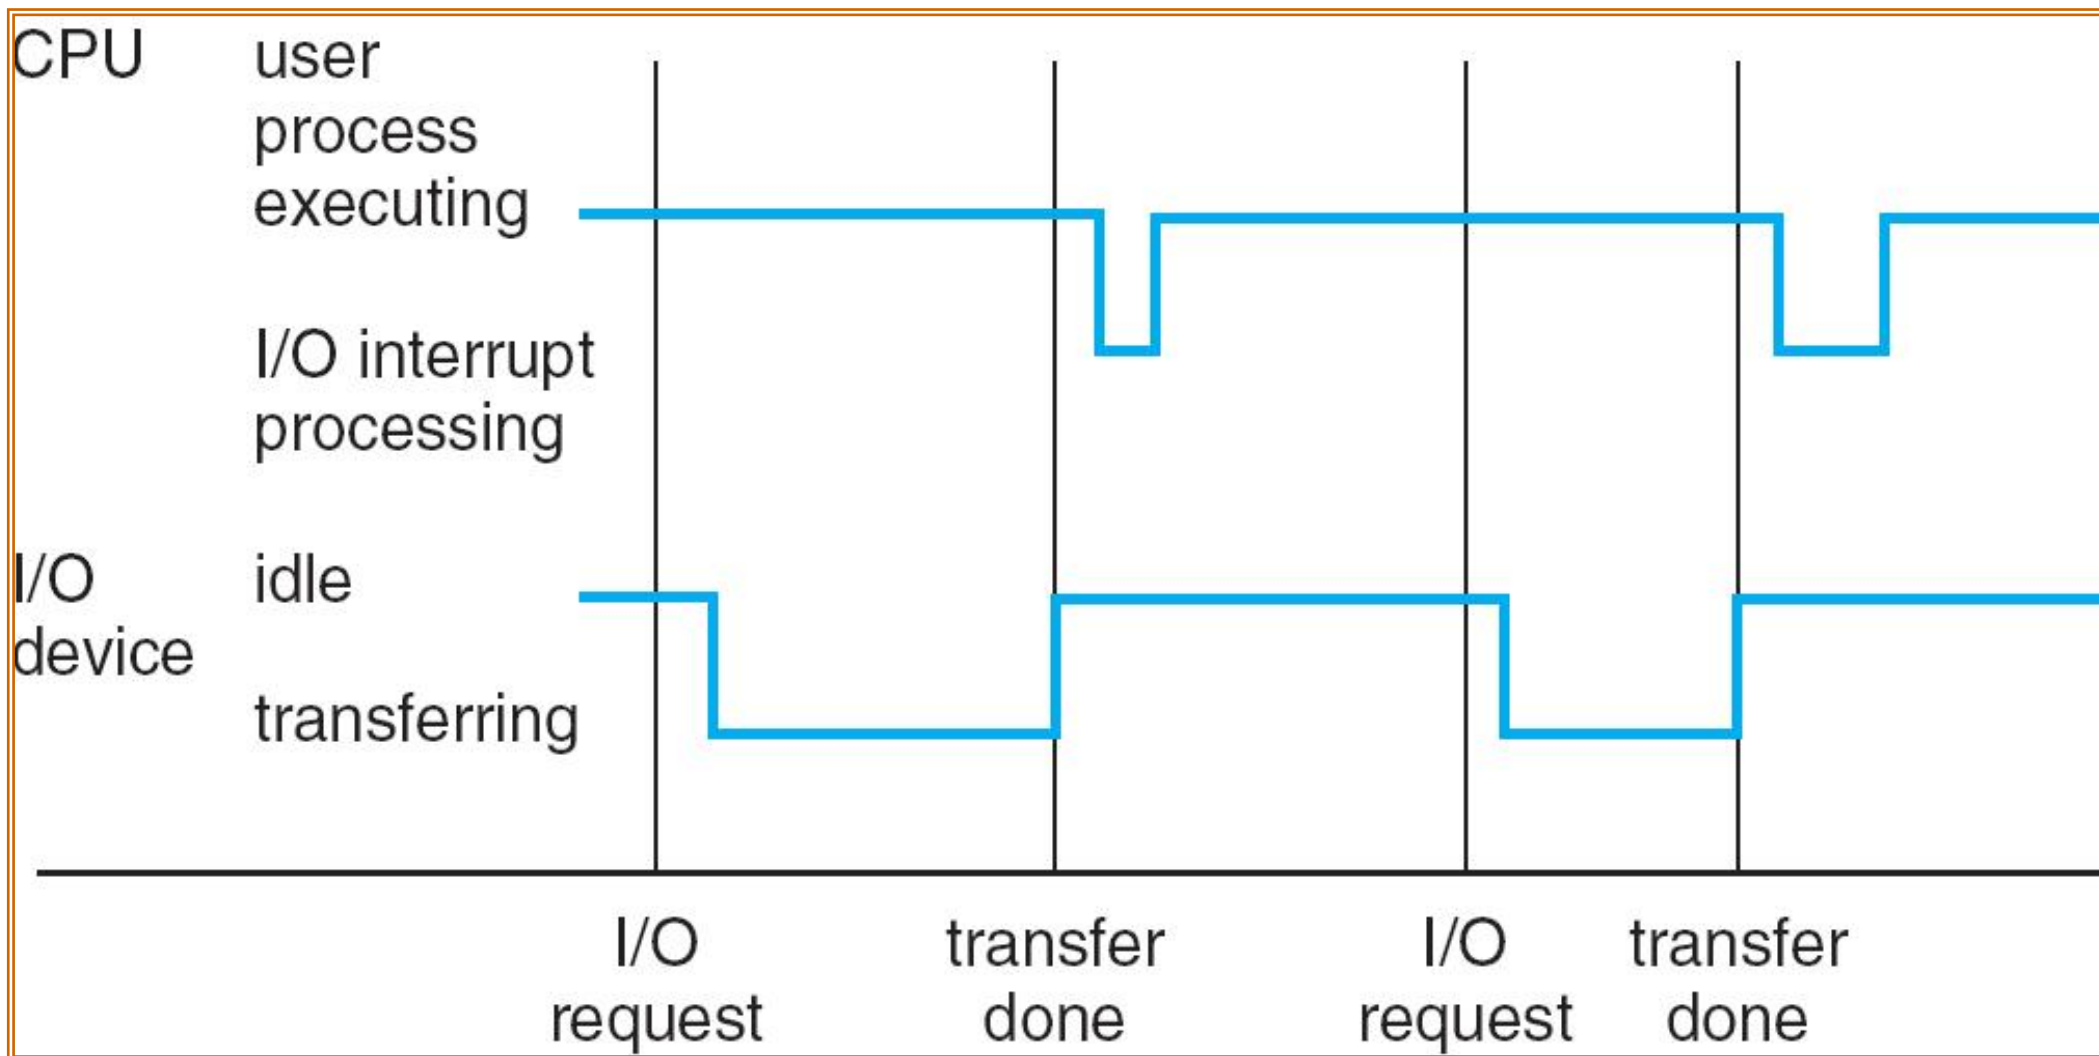 CPU
user
process
executing
I/O interrupt
processing
I/O
device
idle
transferring
I/O
request
transfer
done
I/O
request
transfer
done